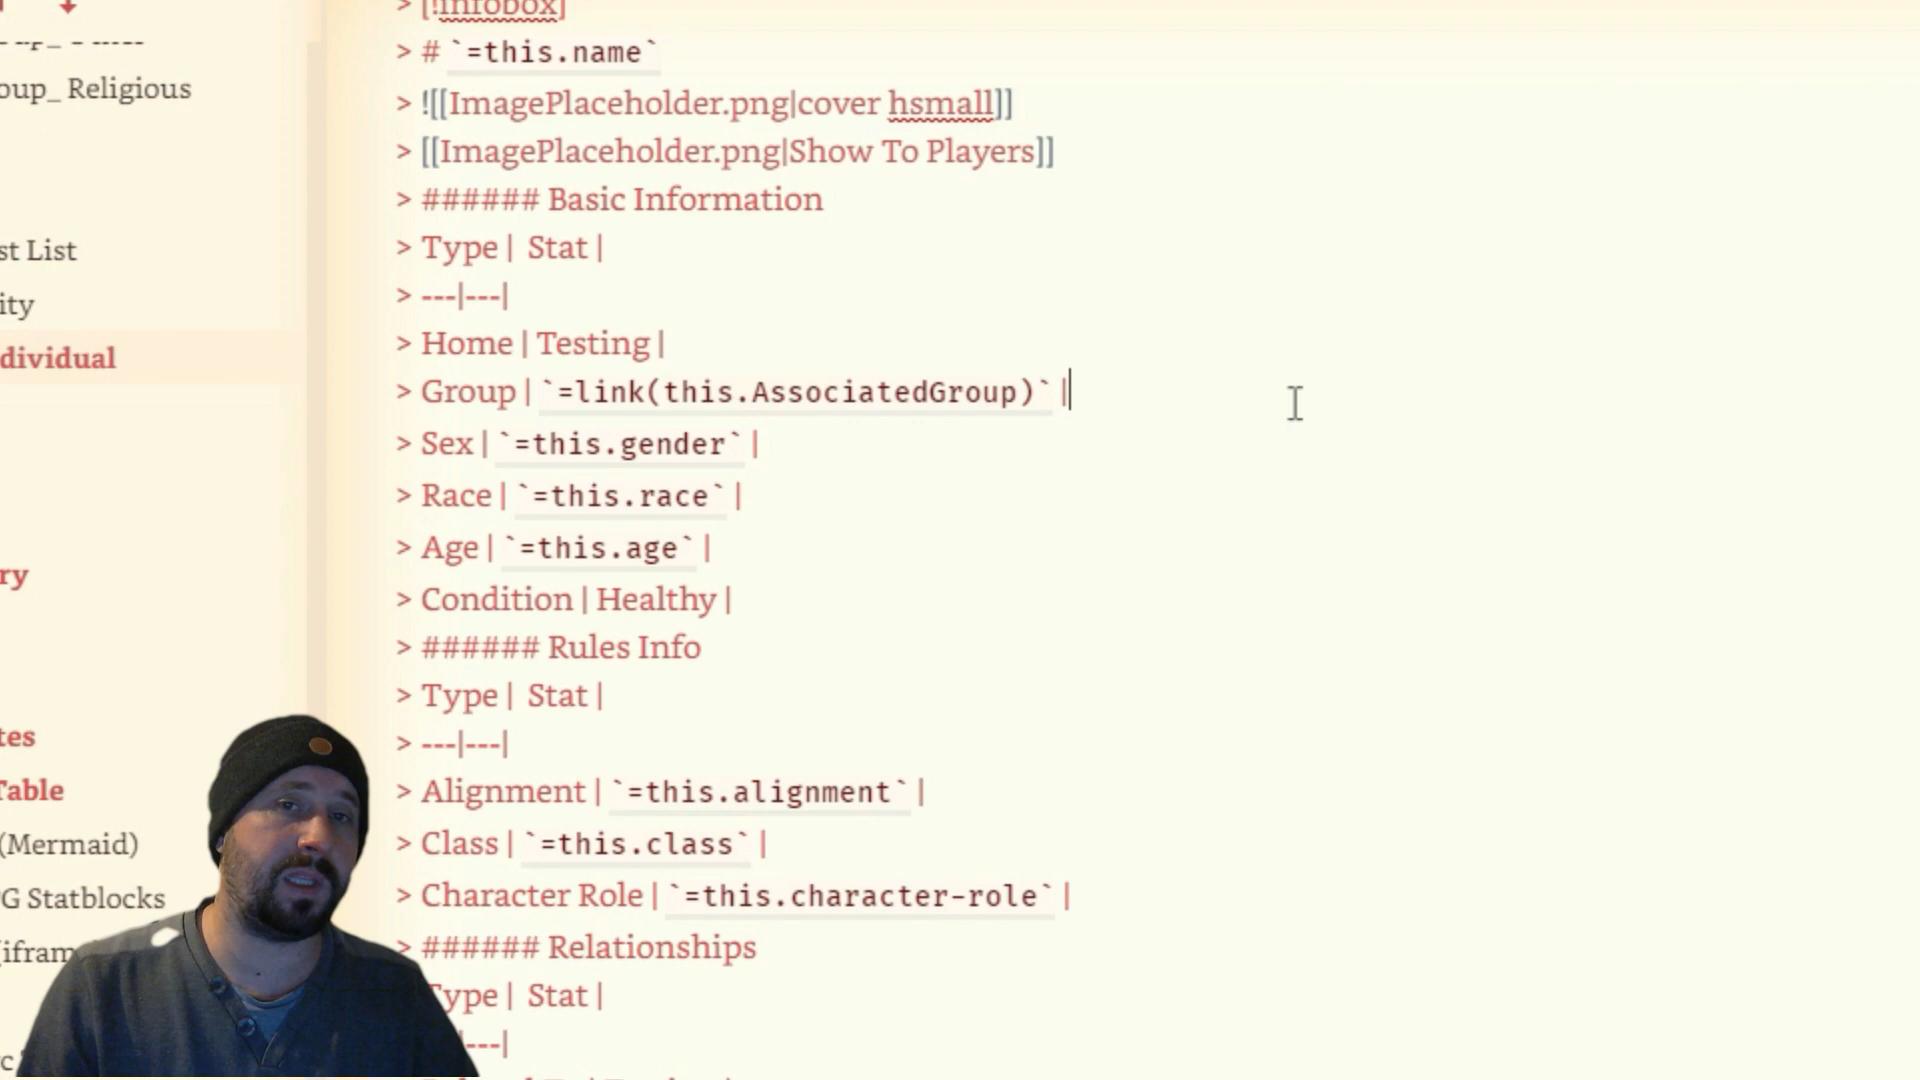 oup_ Religious
st List
ity
dividual
ry
tes
Table
(Mermaid)
G Statblocks
(ifram
> [!infobox]
> # `=this.name`
> ![[ImagePlaceholder.png|cover hsmall]]
> [[ImagePlaceholder.png|Show To Players]]
> ###### Basic Information
> Type | Stat |
> ---|---|
> Home | Testing |
> Group | `=link(this.AssociatedGroup)` |
> Sex | `=this.gender` |
> Race | `=this.race` |
> Age | `=this.age` |
> Condition | Healthy |
> ###### Rules Info
> Type | Stat |
> ---|---|
> Alignment | `=this.alignment` |
> Class | `=this.class` |
> Character Role | `=this.character-role` |
> ###### Relationships
Type | Stat |
---|